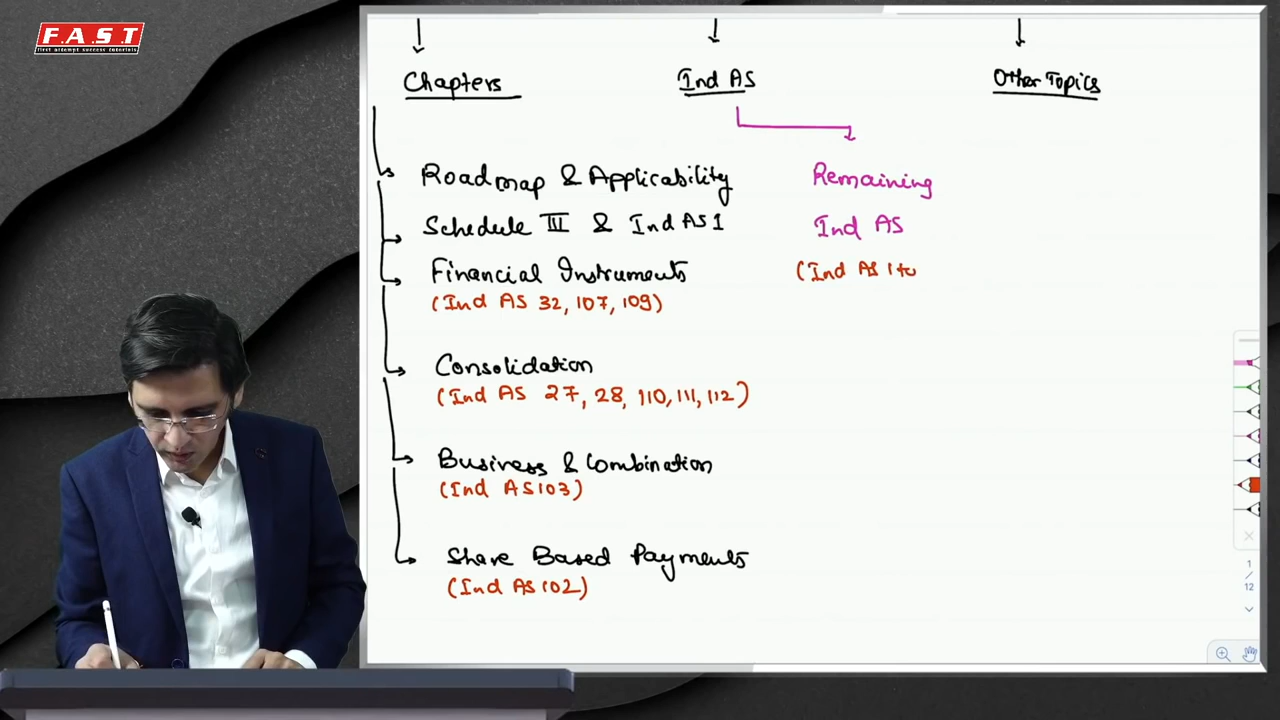 F.A.S.T
first attempt success tutorials
Chapters
Ind AS
Other Topics
Roadmap & Applicability
Remaining
Schedule III & Ind AS 1
Ind AS
Financial Instruments
(Ind AS 1 to
(Ind AS 32, 107, 109)
Consolidation
(Ind AS 27, 28, 110, 111, 112)
Business & Combination
(Ind AS 103)
Share Based Payments
(Ind AS 102)
1
/
12